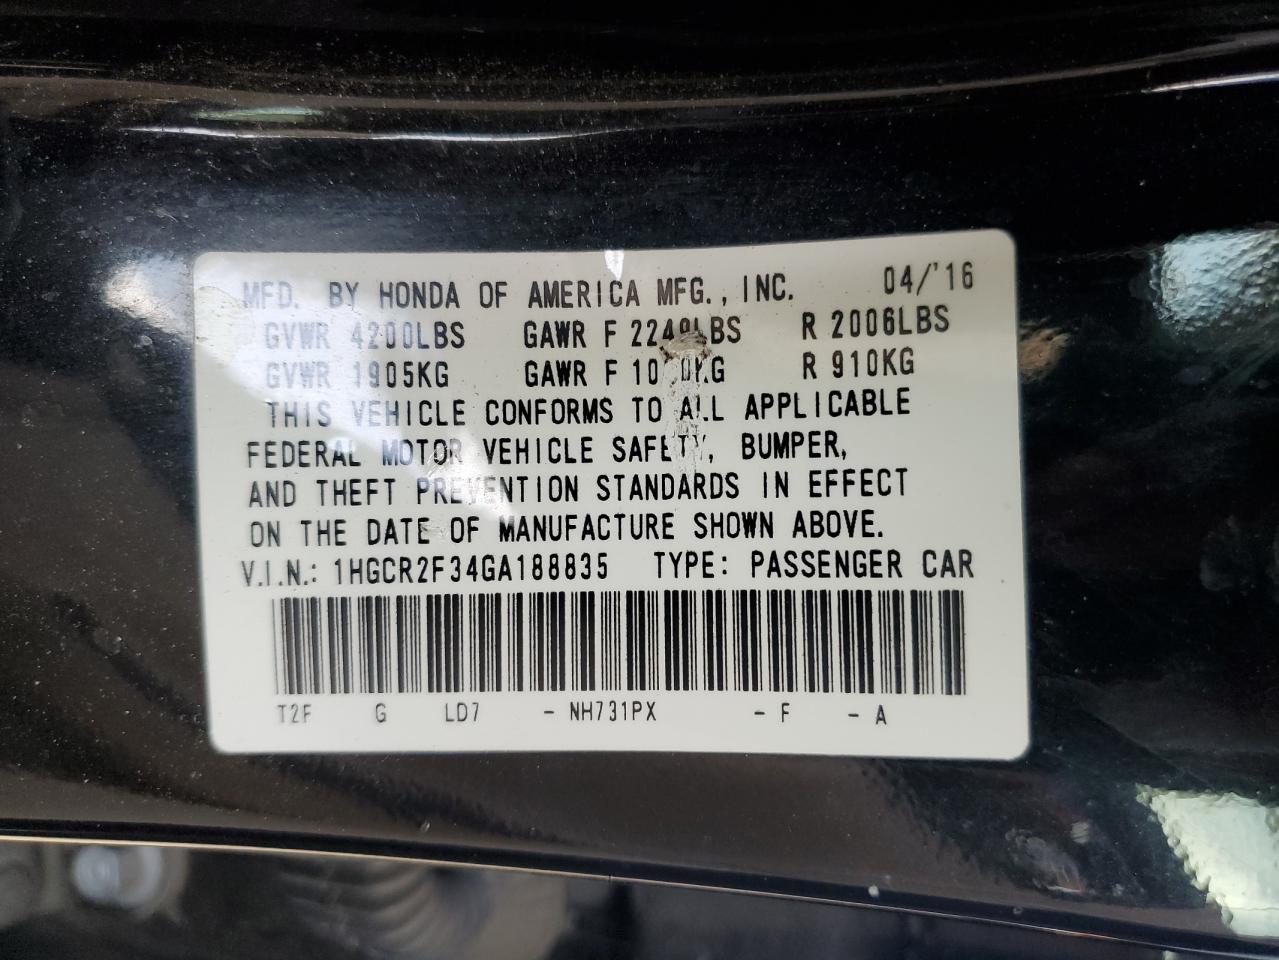 MFD. BY HONDA OF AMERICA MFG., INC. 04/'16
GVWR 4200LBS GAWR F R 2006LBS
GVWR 1905KG GAWR F R 910KG
THIS VEHICLE CONFORMS TO ALL APPLICABLE
FEDERAL MOTOR VEHICLE SAFETY, BUMPER,
AND THEFT PREVENTION STANDARDS IN EFFECT
ON THE DATE OF MANUFACTURE SHOWN ABOVE.
V.I.N.: 1HGCR2F34GA188835 TYPE: PASSENGER CAR
T2F G LD7 - NH731PX - F - A